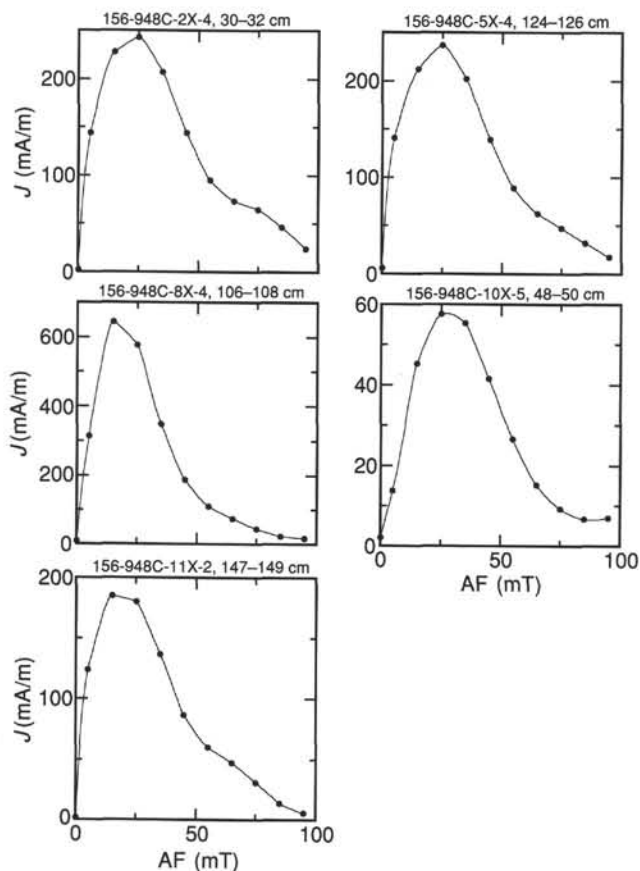 156-948C-2X-4, 30–32 cm
200
100
0
J (mA/m)
156-948C-5X-4, 124–126 cm
200
100
0
J (mA/m)
156-948C-8X-4, 106–108 cm
600
400
200
0
J (mA/m)
156-948C-10X-5, 48–50 cm
60
40
20
0
0 50 100
AF (mT)
156-948C-11X-2, 147–149 cm
200
100
0
J (mA/m)
0 50 100
AF (mT)